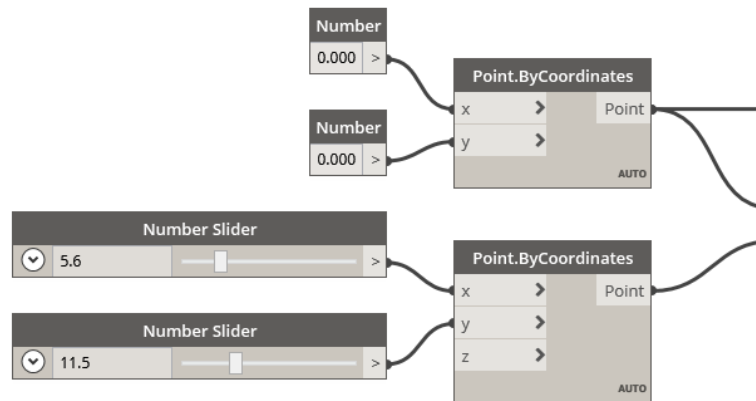 Number
0.000 >
Number
0.000 >
Point.ByCoordinates
x > Point
y >
AUTO
Number Slider
5.6 >
Number Slider
11.5 >
Point.ByCoordinates
x > Point
y >
z >
AUTO